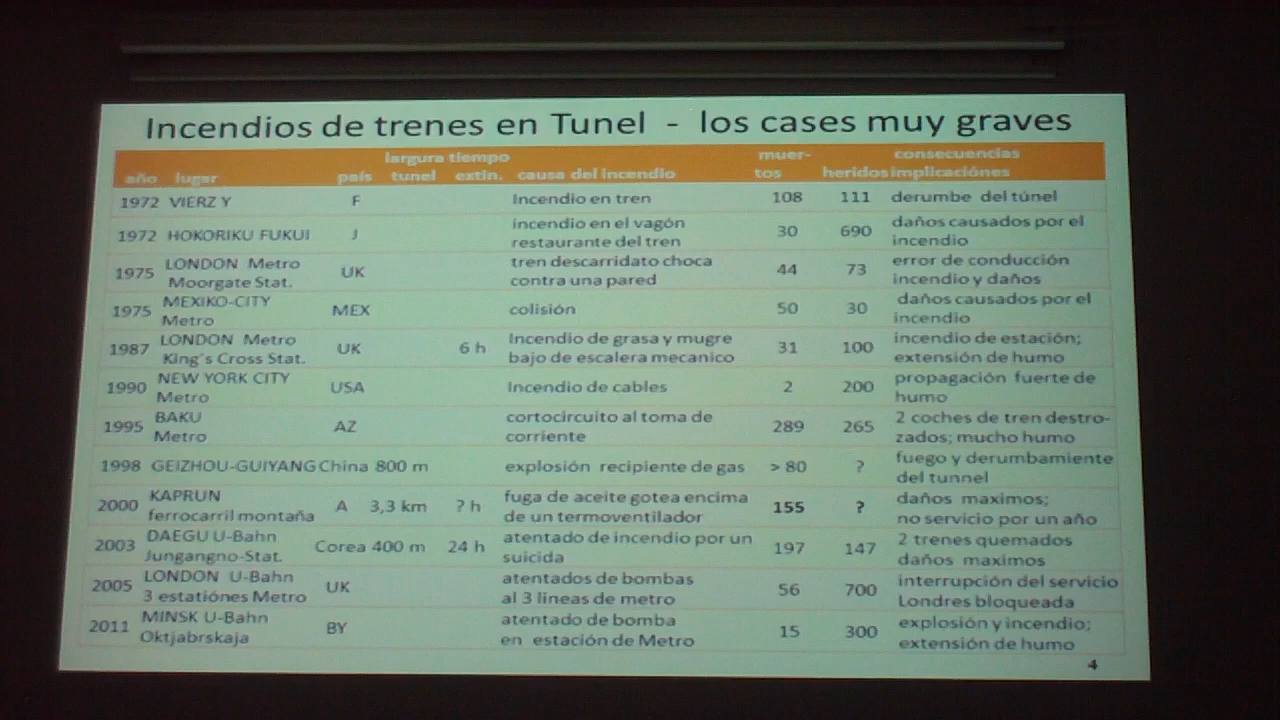 Incendios de trenes en Tunel - los cases muy graves
año lugar país largura tunel tiempo extin. causa del incendio muer-tos heridos consecuencias implicaciónes
1972 VIERZ Y F Incendio en tren 108 111 derumbe del túnel
1972 HOKORIKU FUKUI J incendio en el vagón restaurante del tren 30 690 daños causados por el incendio
1975 LONDON Metro Moorgate Stat. UK tren descarridato choca contra una pared 44 73 error de conducción incendio y daños
1975 MEXIKO-CITY Metro MEX colisión 50 30 daños causados por el incendio
1987 LONDON Metro King's Cross Stat. UK 6 h Incendio de grasa y mugre bajo de escalera mecanico 31 100 incendio de estación; extensión de humo
1990 NEW YORK CITY Metro USA Incendio de cables 2 200 propagación fuerte de humo
1995 BAKU Metro AZ cortocircuito al toma de corriente 289 265 2 coches de tren destro-zados; mucho humo
1998 GEIZHOU-GUIYANG China 800 m explosión recipiente de gas > 80 ? fuego y derumbamiente del tunnel
2000 KAPRUN ferrocarril montaña A 3,3 km ? h fuga de aceite gotea encima de un termoventilador 155 ? daños maximos; no servicio por un año
2003 DAEGU U-Bahn Jungangno-Stat. Corea 400 m 24 h atentado de incendio por un suicida 197 147 2 trenes quemados daños maximos
2005 LONDON U-Bahn 3 estatiónes Metro UK atentados de bombas al 3 lineas de metro 56 700 interrupción del servicio Londres bloqueada
2011 MINSK U-Bahn Oktjabrskaja BY atentado de bomba en estación de Metro 15 300 explosión y incendio; extensión de humo
4